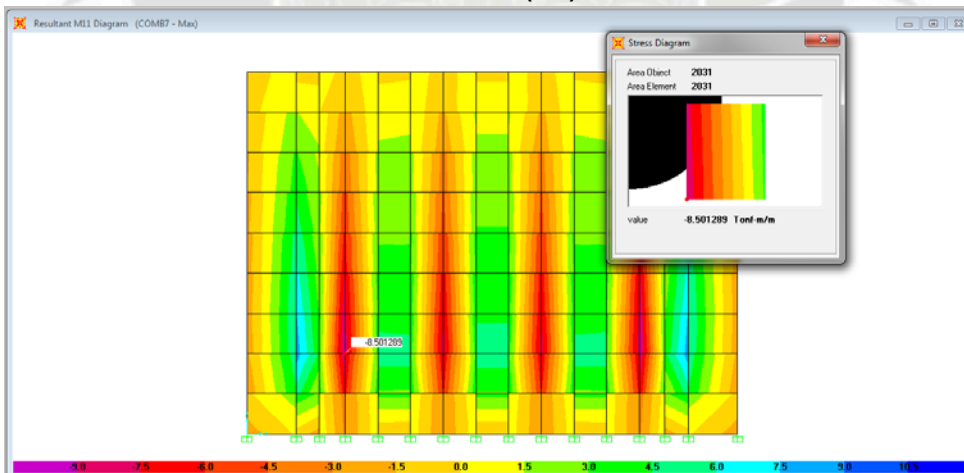 Resultant M11 Diagram (COMB7 - Max)
Stress Diagram
Area Object 2031
Area Element 2031
value -8.501289 Tonf-m/m
-8.501289
-9.0 -7.5 -6.0 -4.5 -3.0 -1.5 0.0 1.5 3.0 4.5 6.0 7.5 9.0 10.5